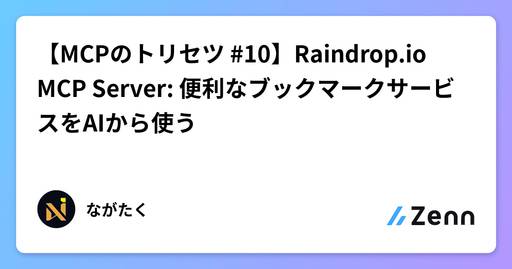 【MCPのトリセツ #10】Raindrop.io
MCP Server: 便利なブックマークサービ
スをAIから使う
ながたく
Zenn